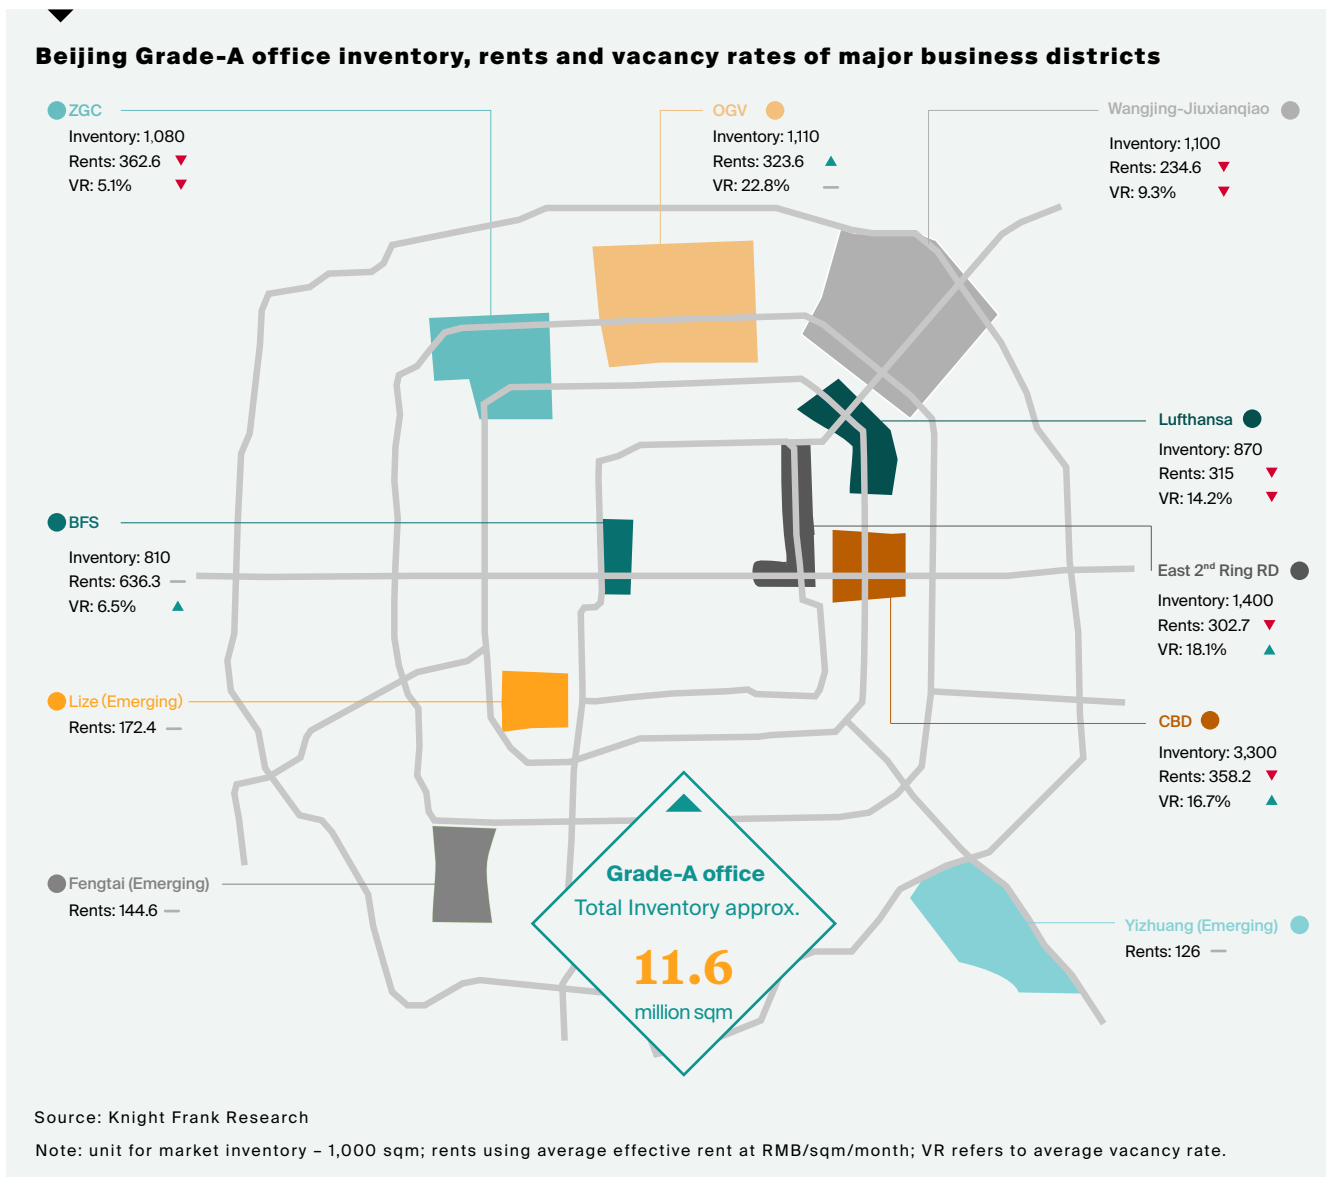 Beijing Grade-A office inventory, rents and vacancy rates of major business districts
ZGC
Inventory: 1,080
Rents: 362.6
VR: 5.1%
OGV
Inventory: 1,110
Rents: 323.6
VR: 22.8%
Wangjing-Jiuxianqiao
Inventory: 1,100
Rents: 234.6
VR: 9.3%
Lufthansa
Inventory: 870
Rents: 315
VR: 14.2%
BFS
Inventory: 810
Rents: 636.3
VR: 6.5%
East 2nd Ring RD
Inventory: 1,400
Rents: 302.7
VR: 18.1%
Lize (Emerging)
Rents: 172.4
CBD
Inventory: 3,300
Rents: 358.2
VR: 16.7%
Fengtai (Emerging)
Rents: 144.6
Grade-A office
Total Inventory approx.
11.6
million sqm
Yizhuang (Emerging)
Rents: 126
Source: Knight Frank Research
Note: unit for market inventory – 1,000 sqm; rents using average effective rent at RMB/sqm/month; VR refers to average vacancy rate.